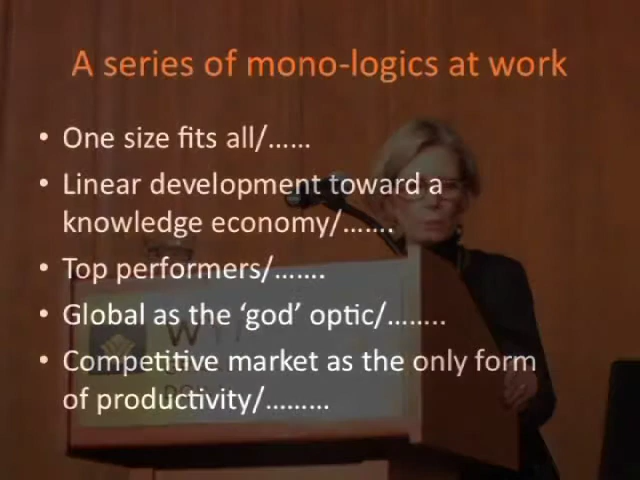 A series of mono-logics at work
• One size fits all/……
• Linear development toward a
knowledge economy/…….
• Top performers/…….
• Global as the ‘god’ optic/……..
• Competitive market as the only form
of productivity/………